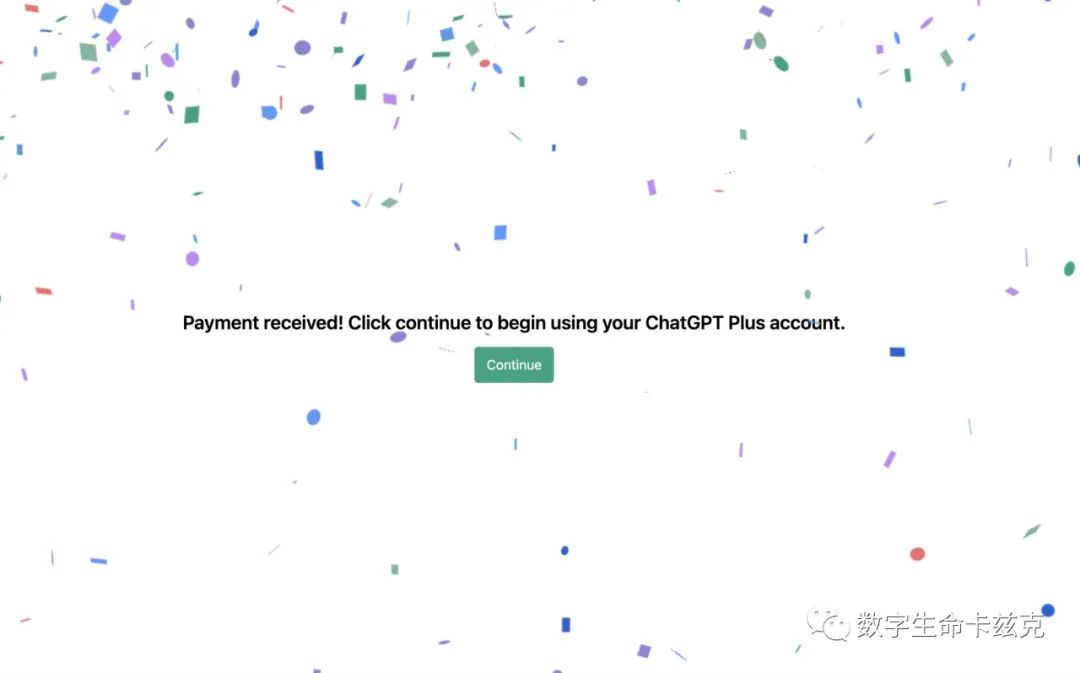 Payment received! Click continue to begin using your ChatGPT Plus account.
Continue
数字生命卡兹克